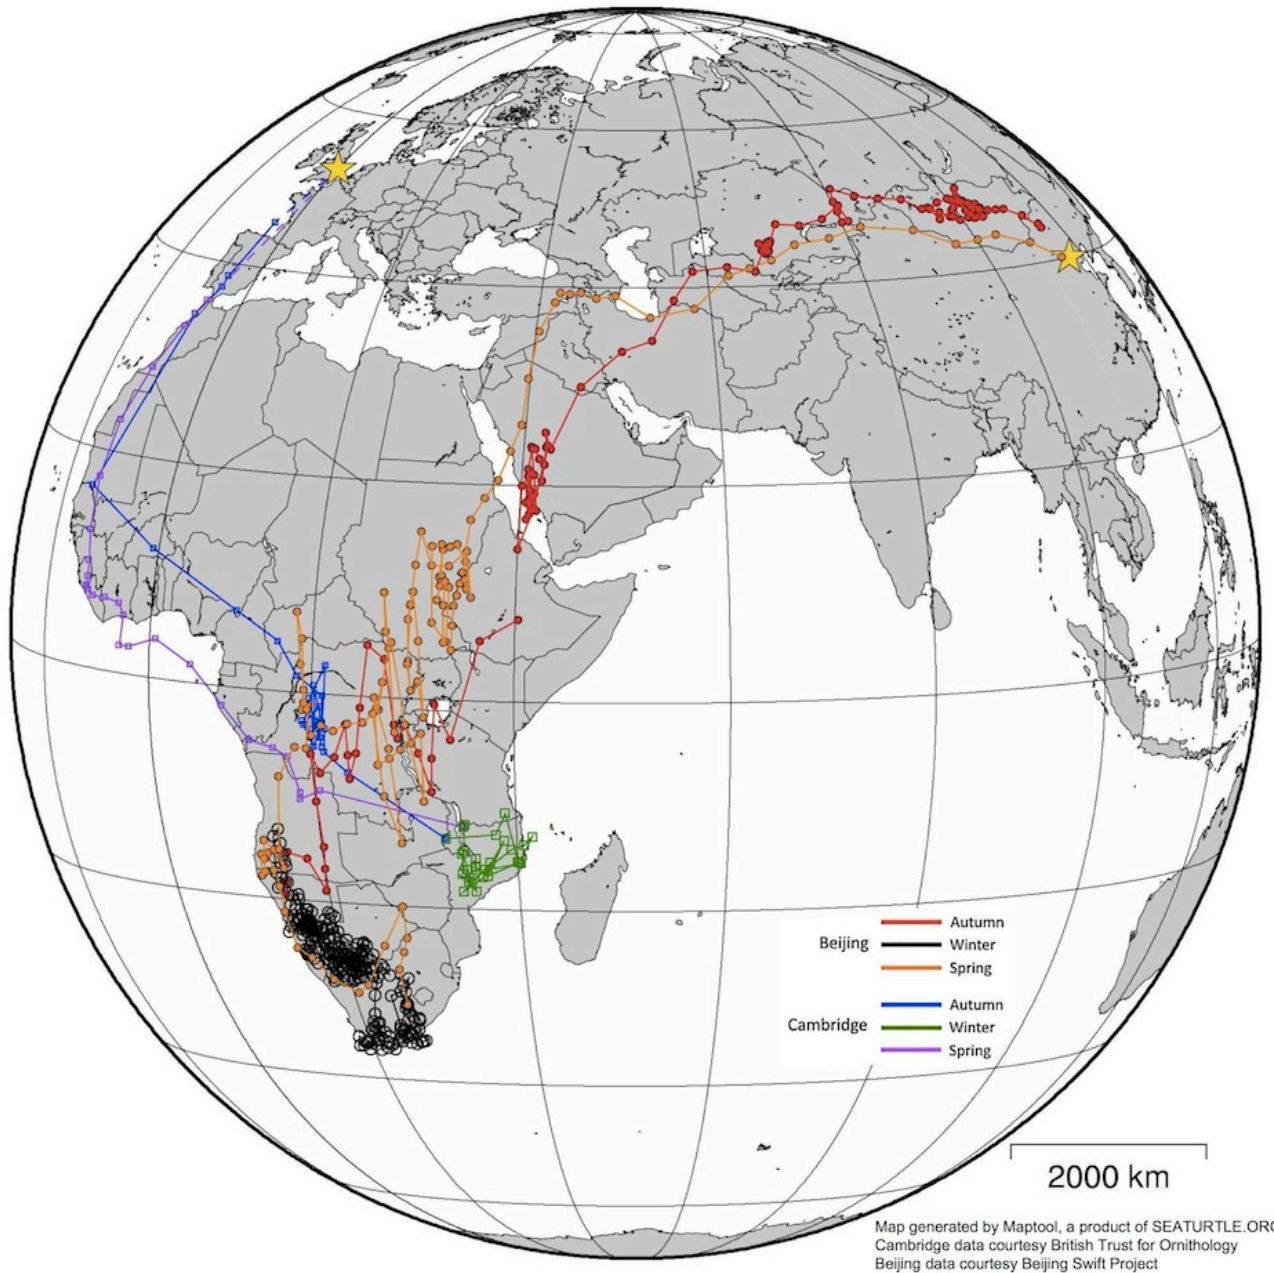 Autumn
Beijing Winter
Spring
Autumn
Cambridge Winter
Spring
2000 km
Map generated by Maptool, a product of SEATURTLE.ORG
Cambridge data courtesy British Trust for Ornithology
Beijing data courtesy Beijing Swift Project